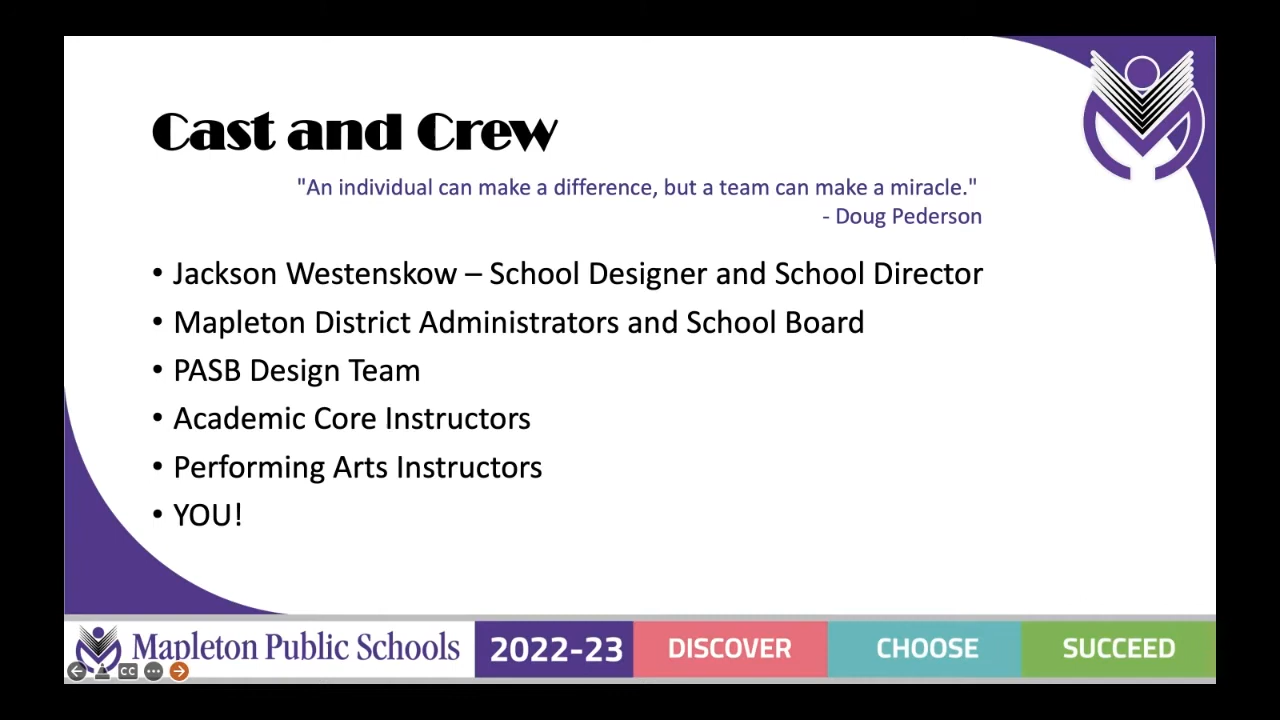 Cast and Crew
"An individual can make a difference, but a team can make a miracle."
- Doug Pederson
• Jackson Westenskow – School Designer and School Director
• Mapleton District Administrators and School Board
• PASB Design Team
• Academic Core Instructors
• Performing Arts Instructors
• YOU!
Mapleton Public Schools 2022-23 DISCOVER CHOOSE SUCCEED
CC